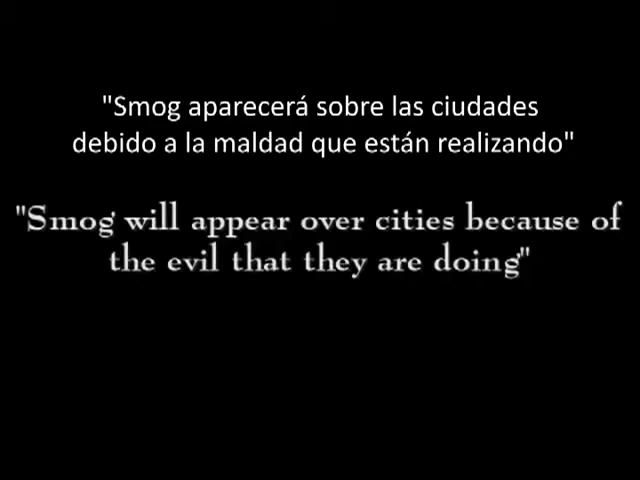 "Smog aparecerá sobre las ciudades
debido a la maldad que están realizando"
"Smog will appear over cities because of
the evil that they are doing"